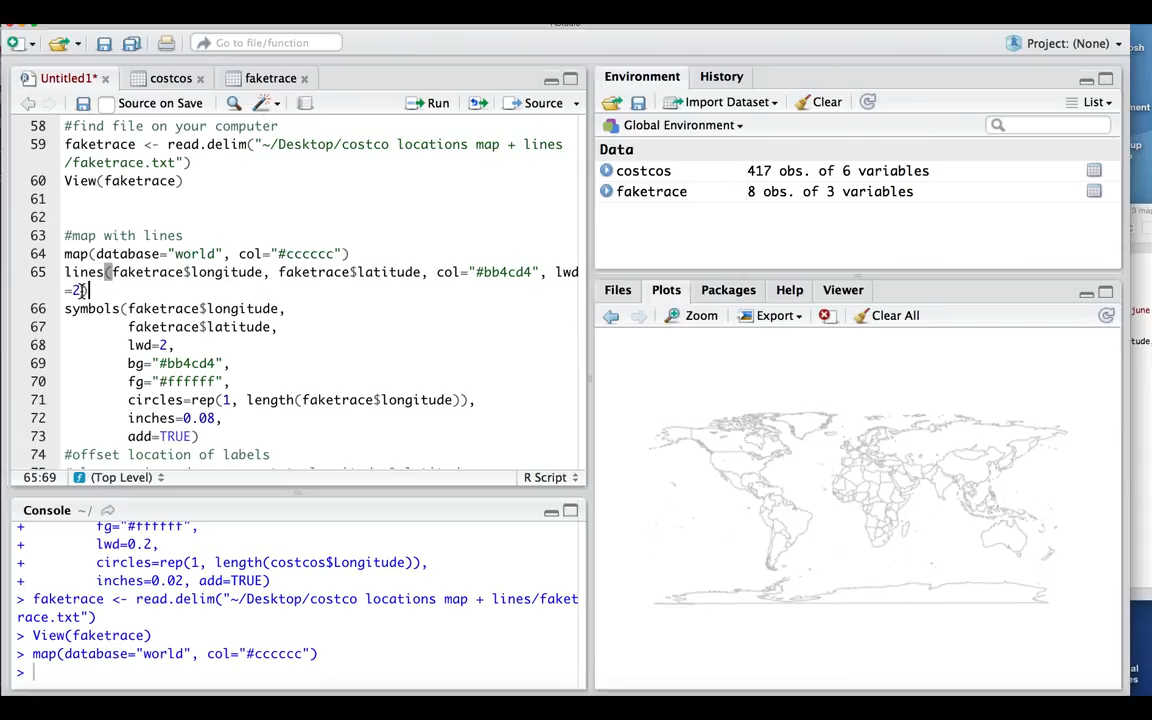 Go to file/function
Project: (None)
Untitled1*
costcos
faketrace
Source on Save
Run
Source
58 #find file on your computer
59 faketrace <- read.delim("~/Desktop/costco locations map + lines
/faketrace.txt")
60 View(faketrace)
61
62
63 #map with lines
64 map(database="world", col="#cccccc")
65 lines(faketrace$longitude, faketrace$latitude, col="#bb4cd4", lwd
=2)
66 symbols(faketrace$longitude,
67 faketrace$latitude,
68 lwd=2,
69 bg="#bb4cd4",
70 fg="#ffffff",
71 circles=rep(1, length(faketrace$longitude)),
72 inches=0.08,
73 add=TRUE)
74 #offset location of labels
65:69
(Top Level)
R Script
Console ~/
+ fg="#ffffff",
+ lwd=0.2,
+ circles=rep(1, length(costcos$Longitude)),
+ inches=0.02, add=TRUE)
> faketrace <- read.delim("~/Desktop/costco locations map + lines/faket
race.txt")
> View(faketrace)
> map(database="world", col="#cccccc")
>
Environment
History
Import Dataset
Clear
List
Global Environment
Data
costcos 417 obs. of 6 variables
faketrace 8 obs. of 3 variables
Files
Plots
Packages
Help
Viewer
Zoom
Export
Clear All